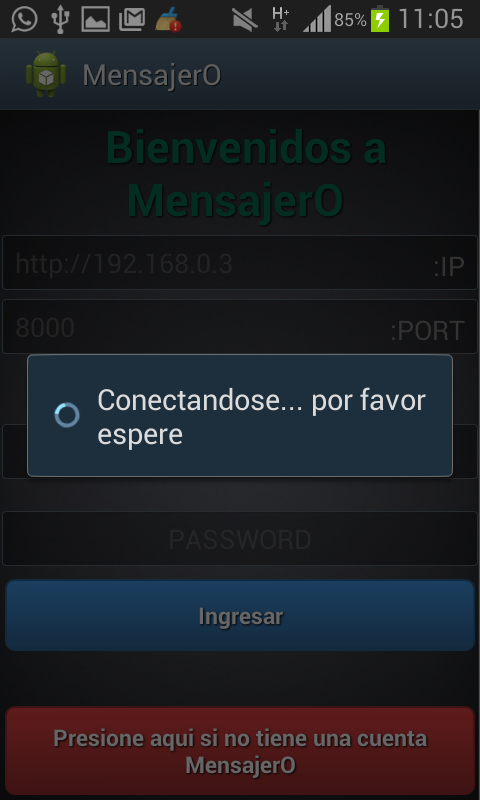 H+ 85% 11:05
MensajerO
Bienvenidos a
MensajerO
http://192.168.0.3 :IP
8000 :PORT
Conectandose... por favor
espere
PASSWORD
Ingresar
Presione aqui si no tiene una cuenta
MensajerO